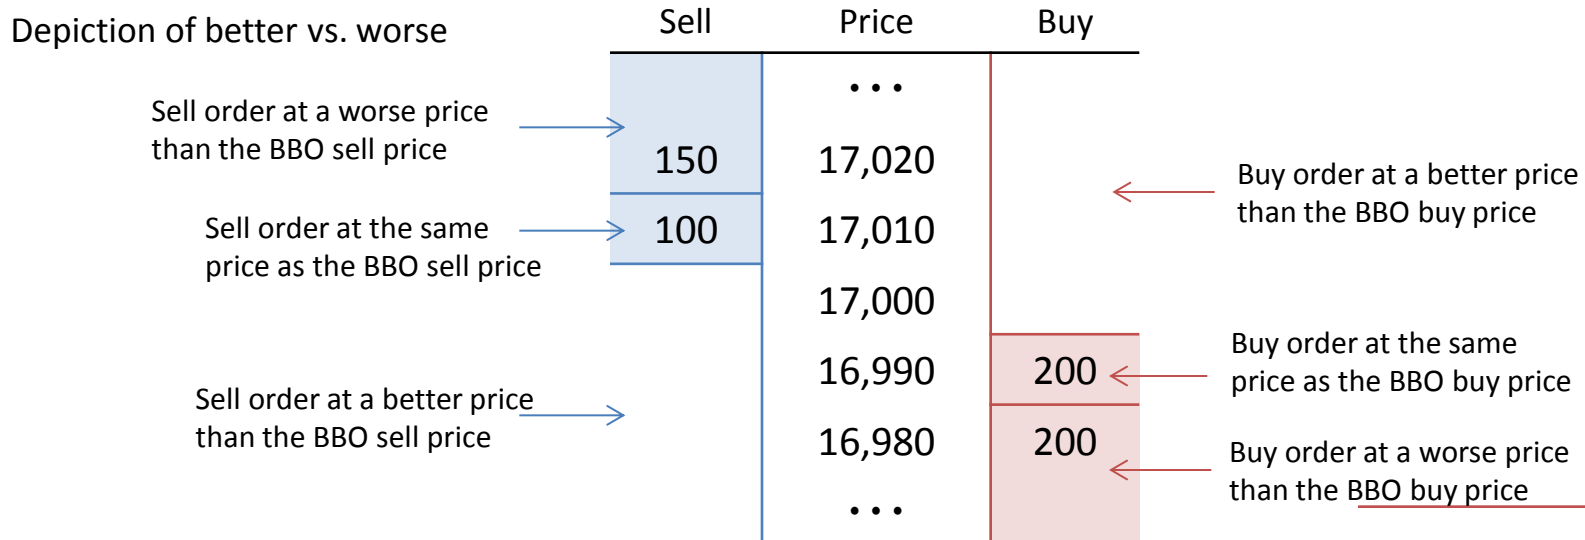 Depiction of better vs. worse
Sell Price Buy
...
Sell order at a worse price
than the BBO sell price
150 17,020
Buy order at a better price
than the BBO buy price
Sell order at the same
price as the BBO sell price
100 17,010
17,000
16,990 200
Buy order at the same
price as the BBO buy price
Sell order at a better price
than the BBO sell price
16,980 200
Buy order at a worse price
than the BBO buy price
...